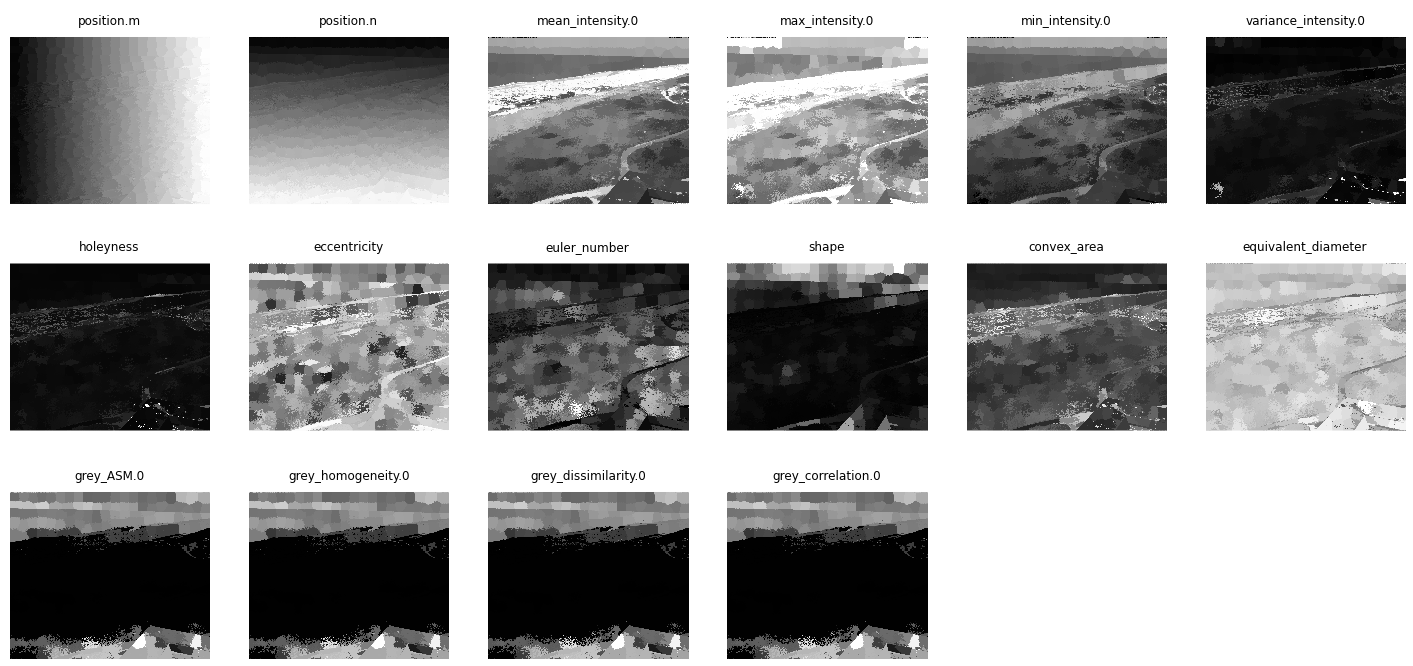 position.m
position.n
mean_intensity.0
max_intensity.0
min_intensity.0
variance_intensity.0
holeyness
eccentricity
euler_number
shape
convex_area
equivalent_diameter
grey_ASM.0
grey_homogeneity.0
grey_dissimilarity.0
grey_correlation.0